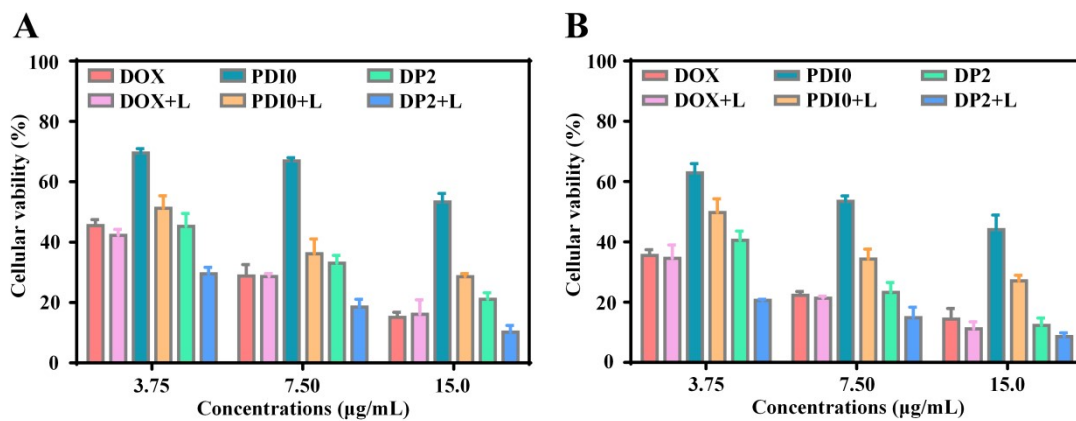 A
Cellular vability (%)
100
80
60
40
20
0
DOX PDI0 DP2
DOX+L PDI0+L DP2+L
3.75 7.50 15.0
Concentrations (μg/mL)
B
Cellular vability (%)
100
80
60
40
20
0
DOX PDI0 DP2
DOX+L PDI0+L DP2+L
3.75 7.50 15.0
Concentrations (μg/mL)